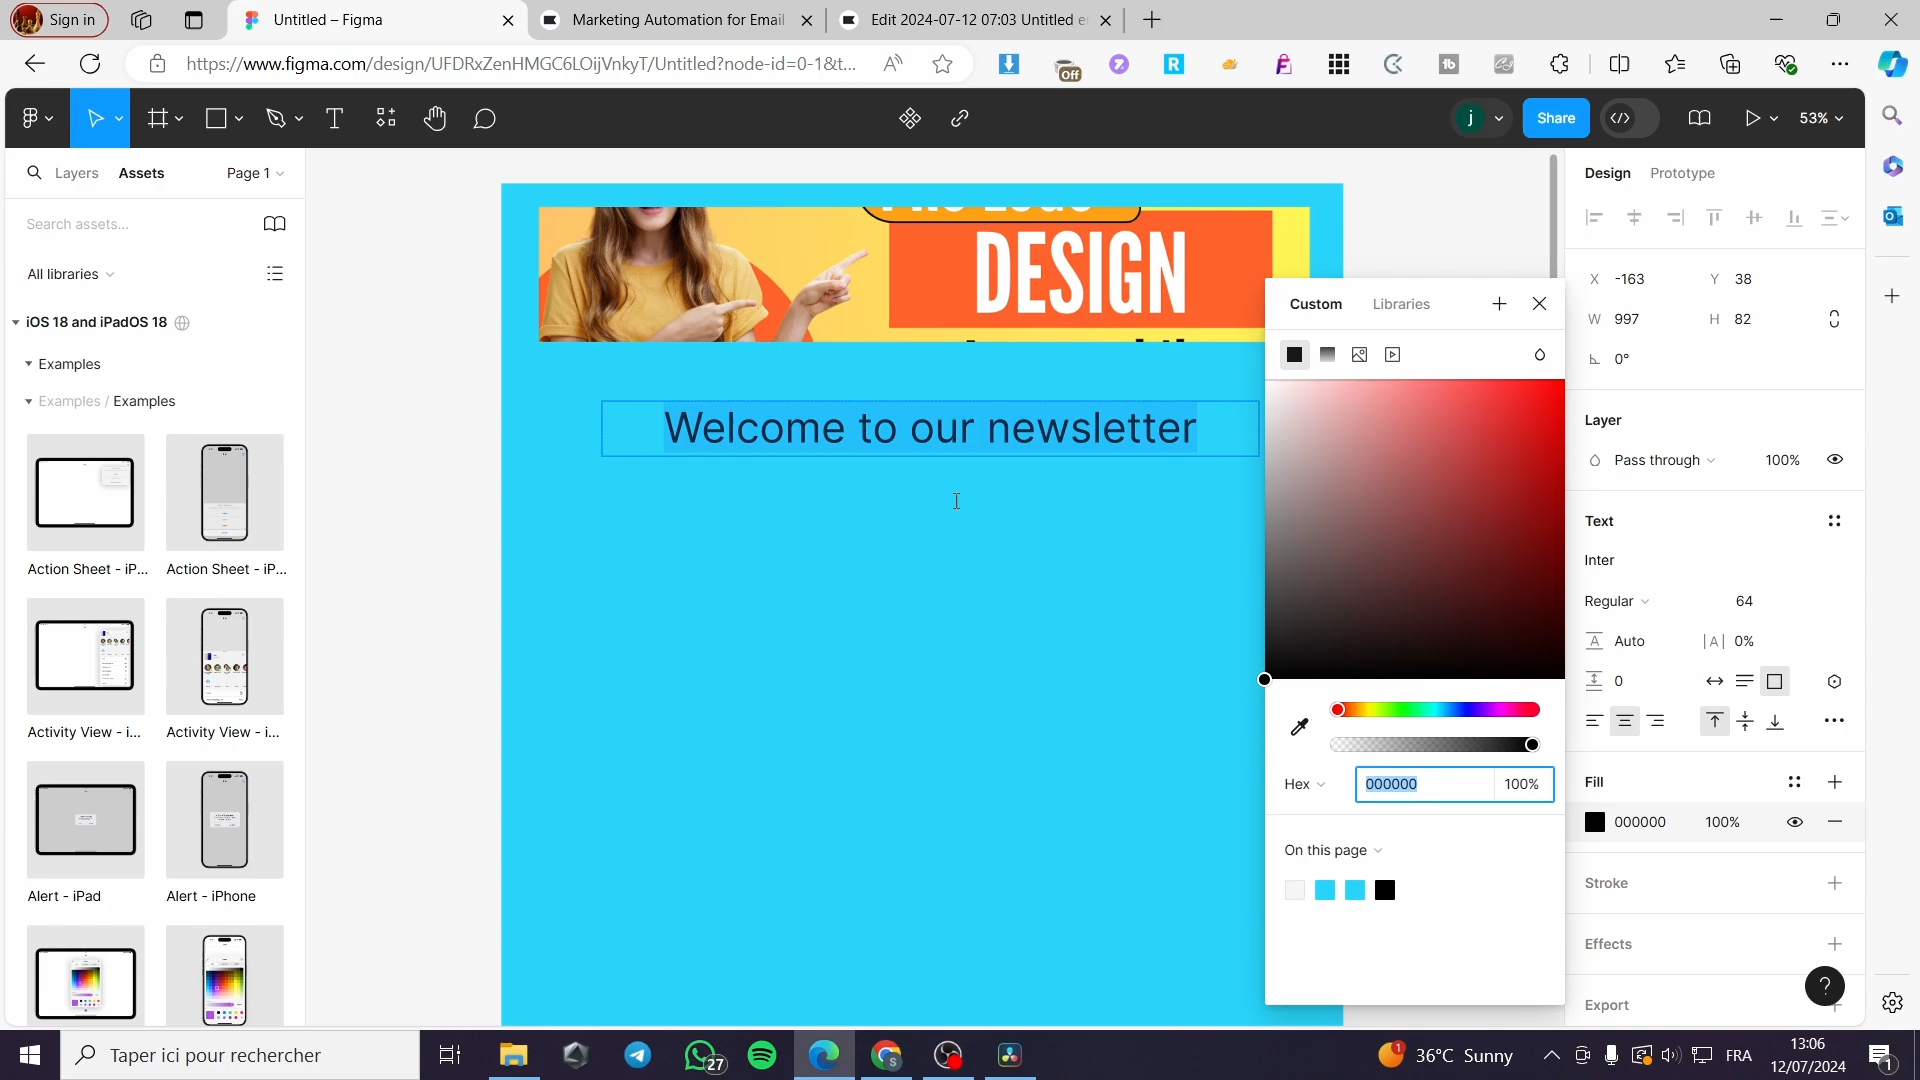 Sign in
Untitled – Figma
Marketing Automation for Email
Edit 2024-07-12 07:03 Untitled e
https://www.figma.com/design/UFDRxZenHMGC6LOijVnkyT/Untitled?node-id=0-1&t...
Off
j
Share
53%
Layers
Assets
Page 1
Search assets...
All libraries
iOS 18 and iPadOS 18
Examples
Examples / Examples
Action Sheet - iP...
Action Sheet - iP...
Activity View - i...
Activity View - i...
Alert - iPad
Alert - iPhone
DESIGN
Welcome to our newsletter
Custom
Libraries
Hex
000000
100%
On this page
Design
Prototype
X -163
Y 38
W 997
H 82
0°
Layer
Pass through
100%
Text
Inter
Regular
64
A Auto
|A| 0%
0
Fill
000000
100%
Stroke
Effects
Export
?
Taper ici pour rechercher
27
1
36°C Sunny
FRA
13:06
12/07/2024
1